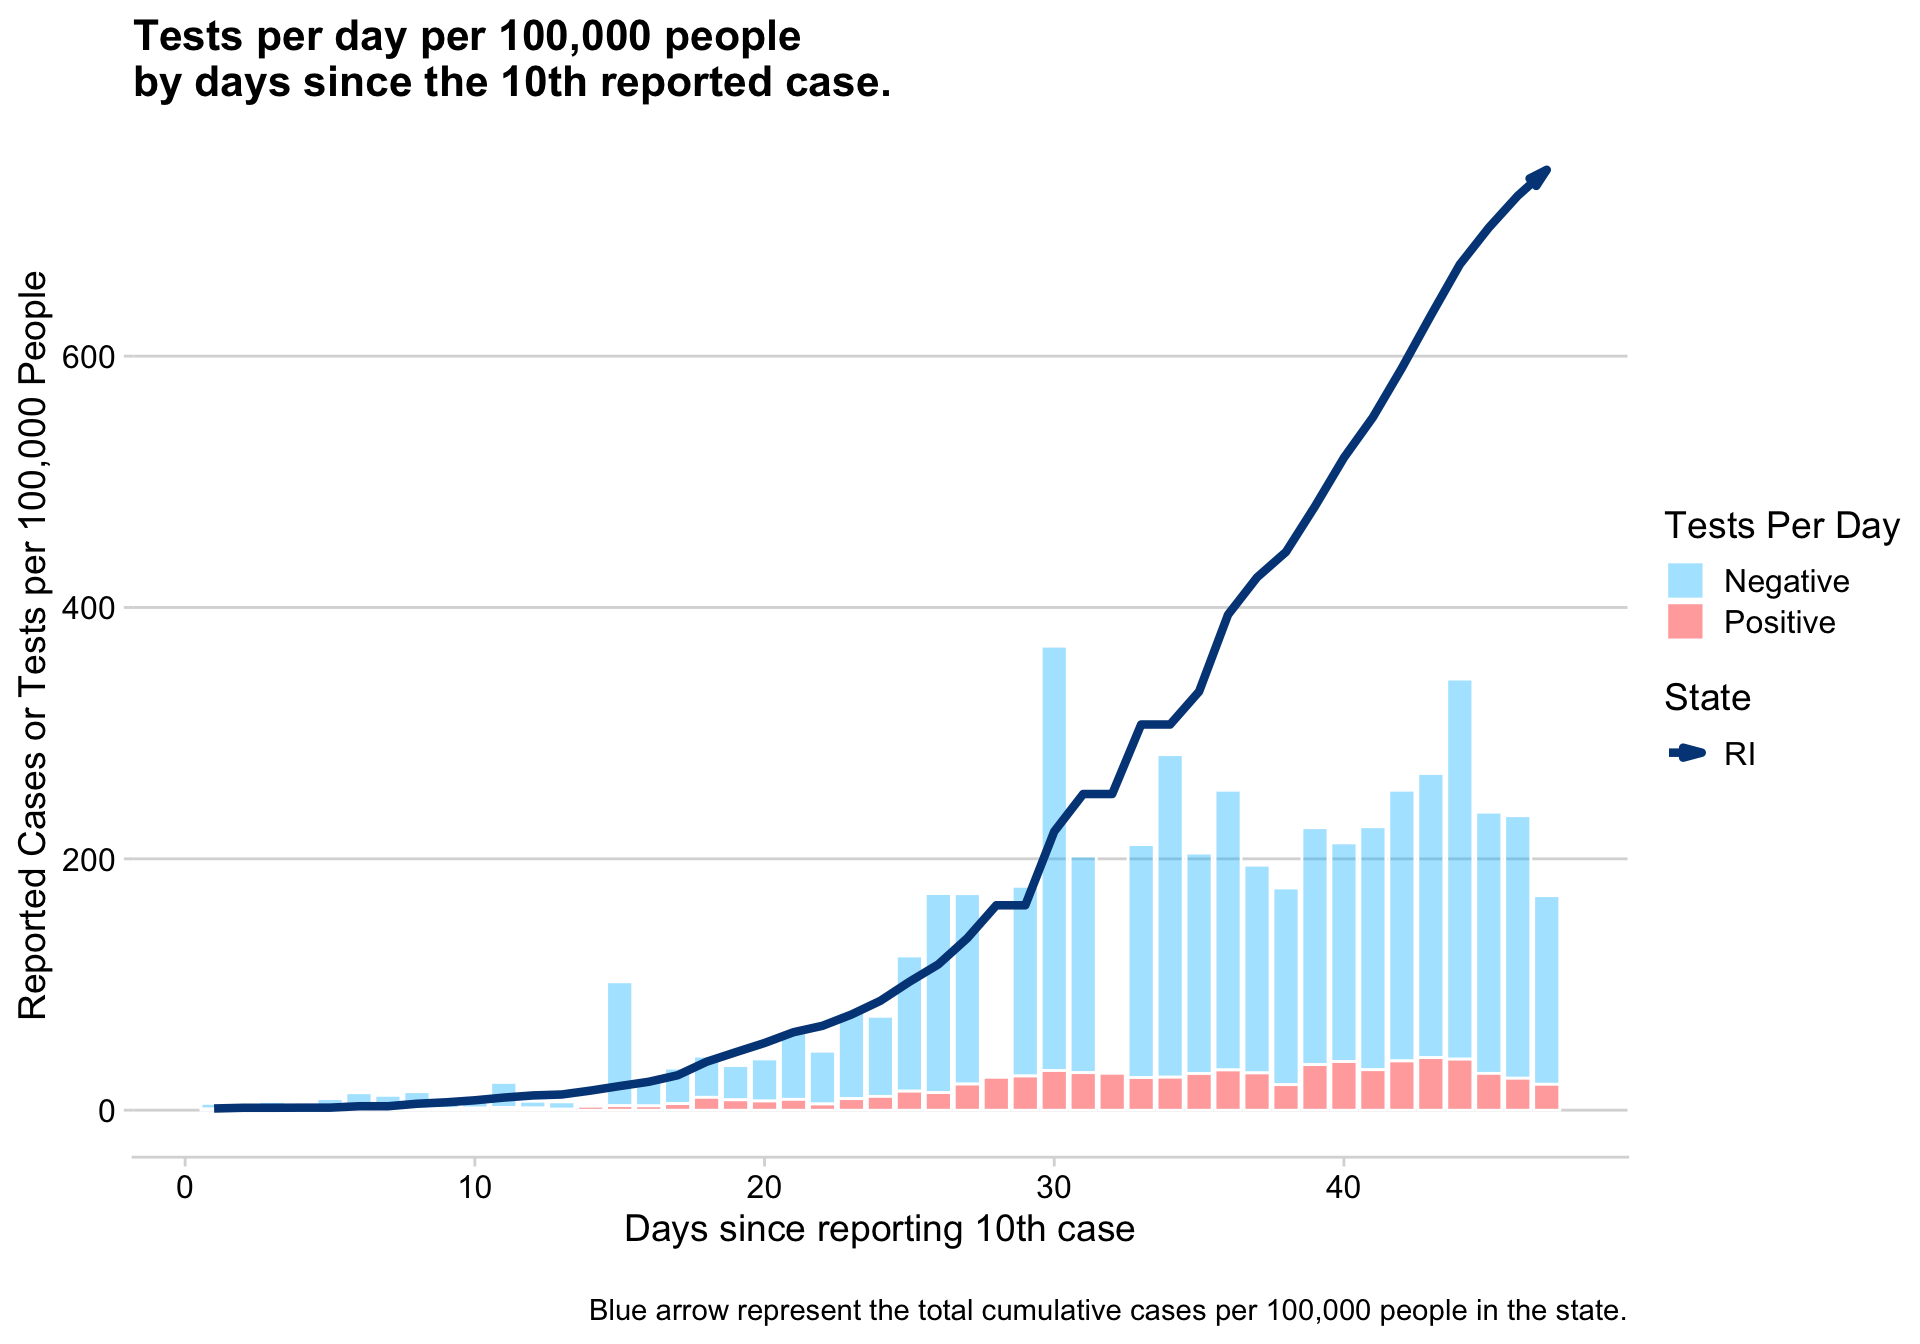 Tests per day per 100,000 people
by days since the 10th reported case.
Reported Cases or Tests per 100,000 People
600
400
200
0
0
10
20
30
40
Days since reporting 10th case
Tests Per Day
Negative
Positive
State
RI
Blue arrow represent the total cumulative cases per 100,000 people in the state.